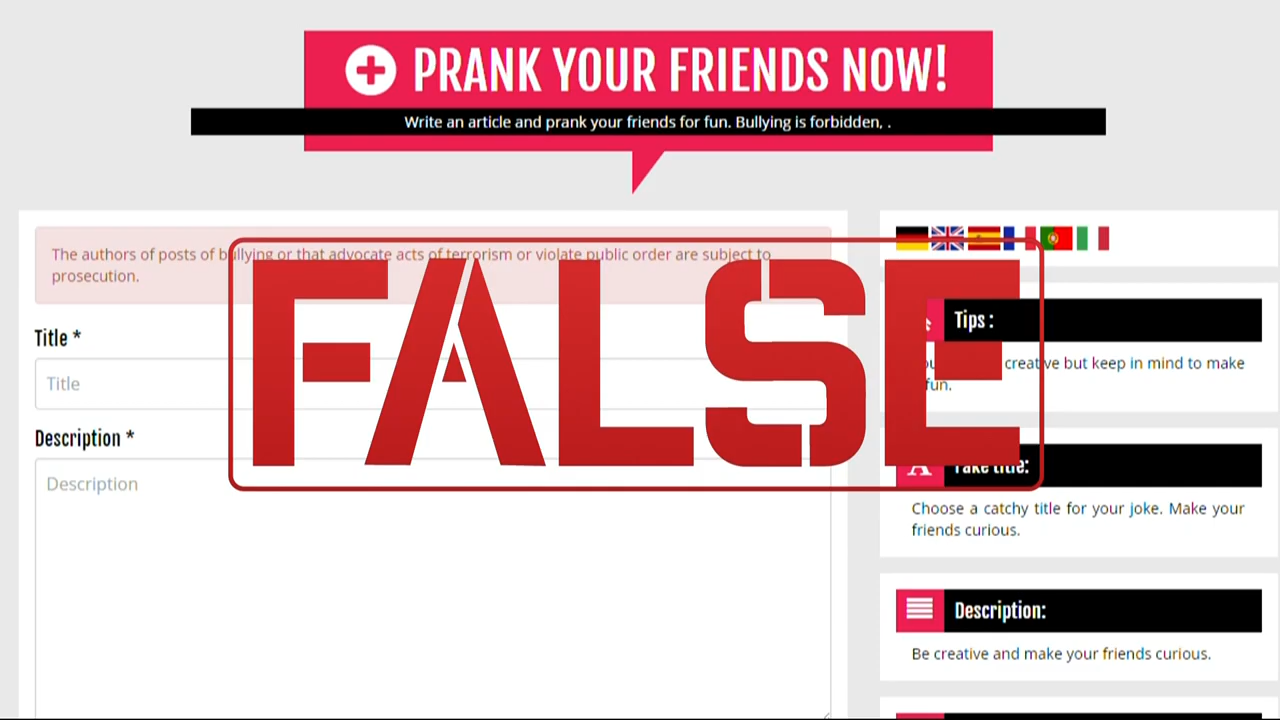 PRANK YOUR FRIENDS NOW!
Write an article and prank your friends for fun. Bullying is forbidden, .
The authors of posts of bullying or that advocate acts of terrorism or violate public order are subject to
prosecution.
FALSE
Title *
Title
Description *
Description
Tips :
creative but keep in mind to make
fun.
title:
Choose a catchy title for your joke. Make your
friends curious.
Description:
Be creative and make your friends curious.